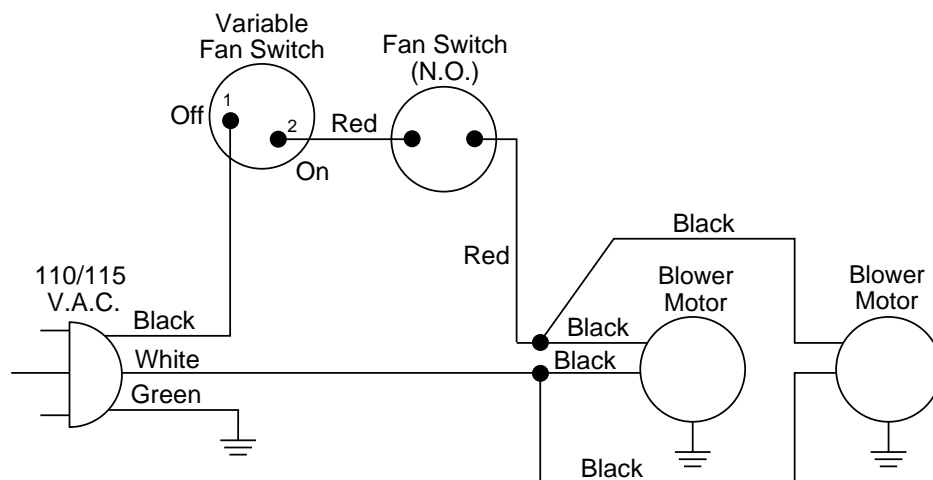 Variable
Fan Switch
Fan Switch
(N.O.)
Off
1
2
On
Red
Red
Black
110/115
V.A.C.
Blower
Motor
Blower
Motor
Black
Black
White
Black
Green
Black